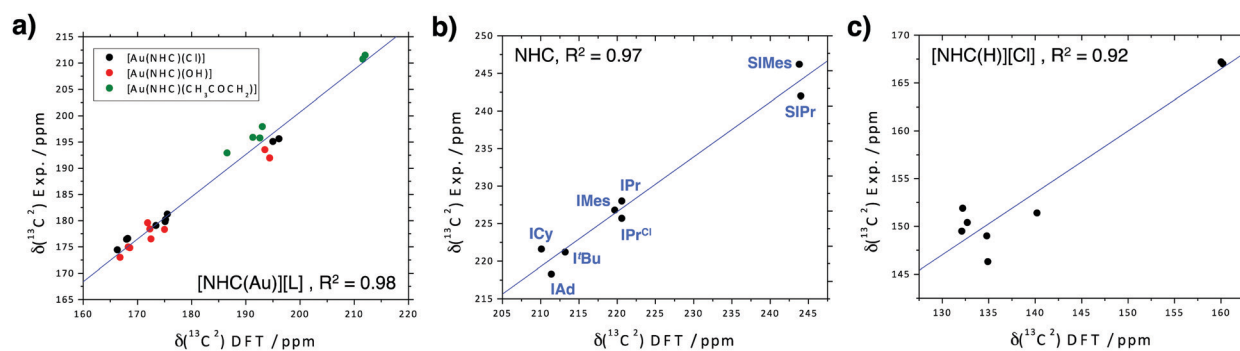 a)
δ(¹³C²) Exp. / ppm
215
210
205
200
195
190
185
180
175
170
165
[Au(NHC)(Cl)]
[Au(NHC)(OH)]
[Au(NHC)(CH₃COCH₂)]
[NHC(Au)][L] , R² = 0.98
160 170 180 190 200 210 220
δ(¹³C²) DFT / ppm
b)
δ(¹³C²) Exp. / ppm
250
245
240
235
230
225
220
215
NHC, R² = 0.97
SIMes
SIPr
IPr
IMes
IPrᶜˡ
ICy
IᵗBu
IAd
205 210 215 220 225 230 235 240 245
δ(¹³C²) DFT / ppm
c)
δ(¹³C²) Exp. / ppm
170
165
160
155
150
145
[NHC(H)][Cl] , R² = 0.92
130 135 140 145 150 155 160
δ(¹³C²) DFT / ppm